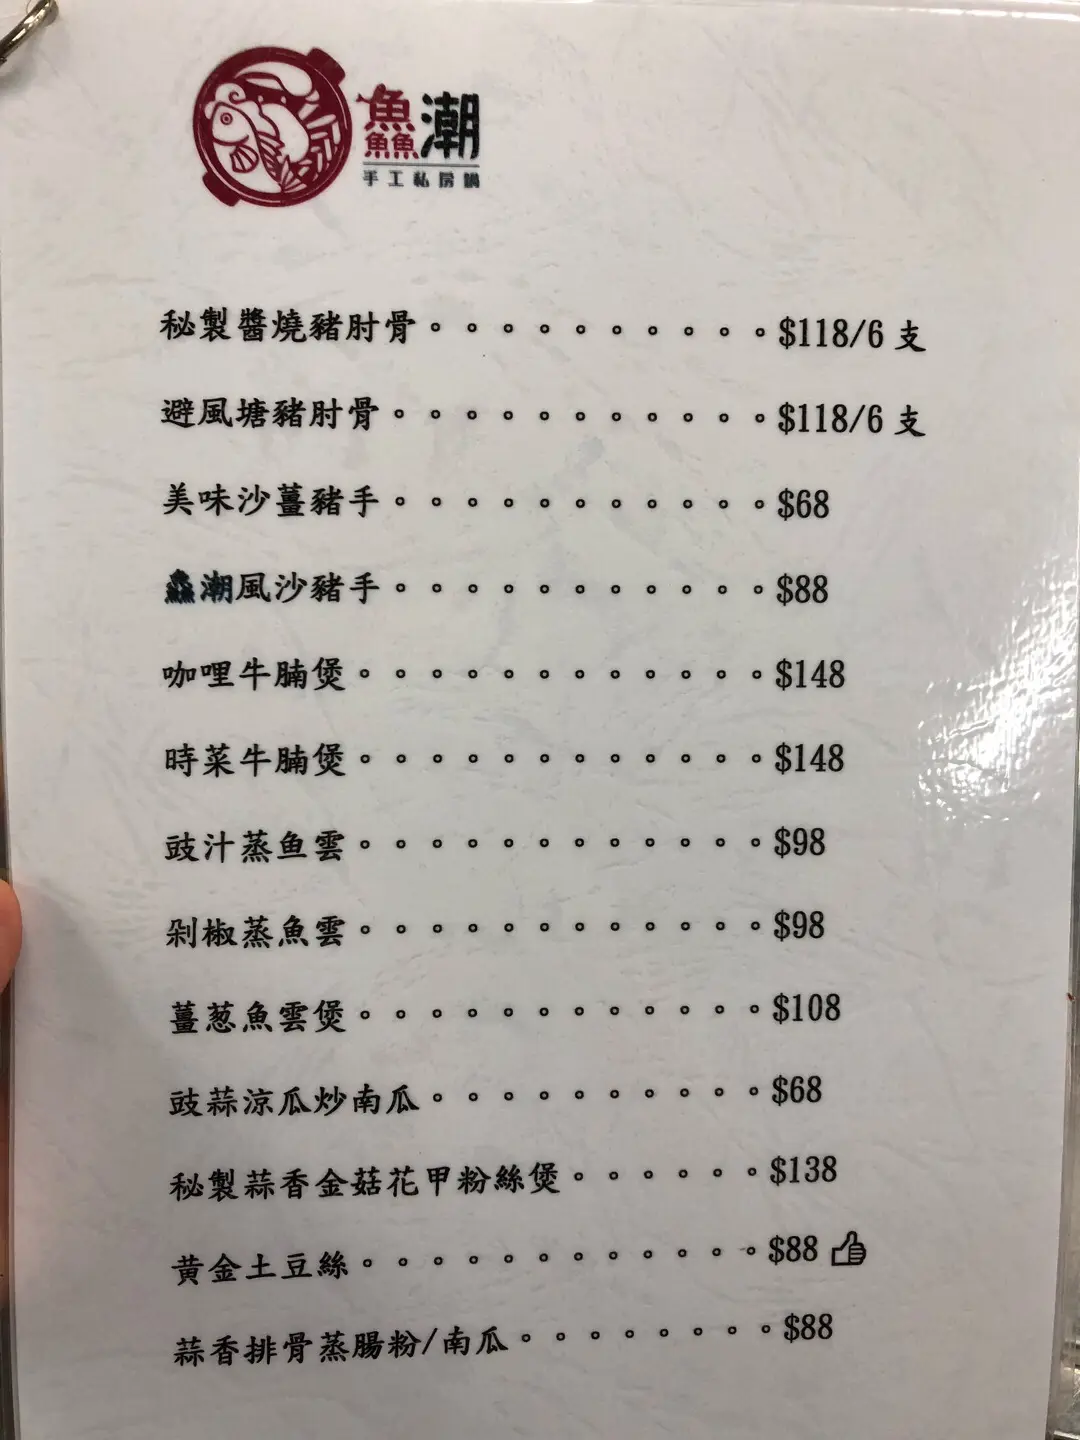 鱻潮
手工私房鍋
秘製醬燒豬肘骨。。。。。。。。。。$118/6 支
避風塘豬肘骨。。。。。。。。。。。$118/6 支
美味沙薑豬手。。。。。。。。。。。$68
鱻潮風沙豬手。。。。。。。。。。。$88
咖哩牛腩煲。。。。。。。。。。。。$148
時菜牛腩煲。。。。。。。。。。。。$148
豉汁蒸鱼雲。。。。。。。。。。。。$98
剁椒蒸魚雲。。。。。。。。。。。。$98
薑葱魚雲煲。。。。。。。。。。。。$108
豉蒜涼瓜炒南瓜。。。。。。。。。。$68
秘製蒜香金菇花甲粉絲煲。。。。。。$138
黄金土豆絲。。。。。。。。。。。。$88
蒜香排骨蒸腸粉/南瓜。。。。。。。。$88